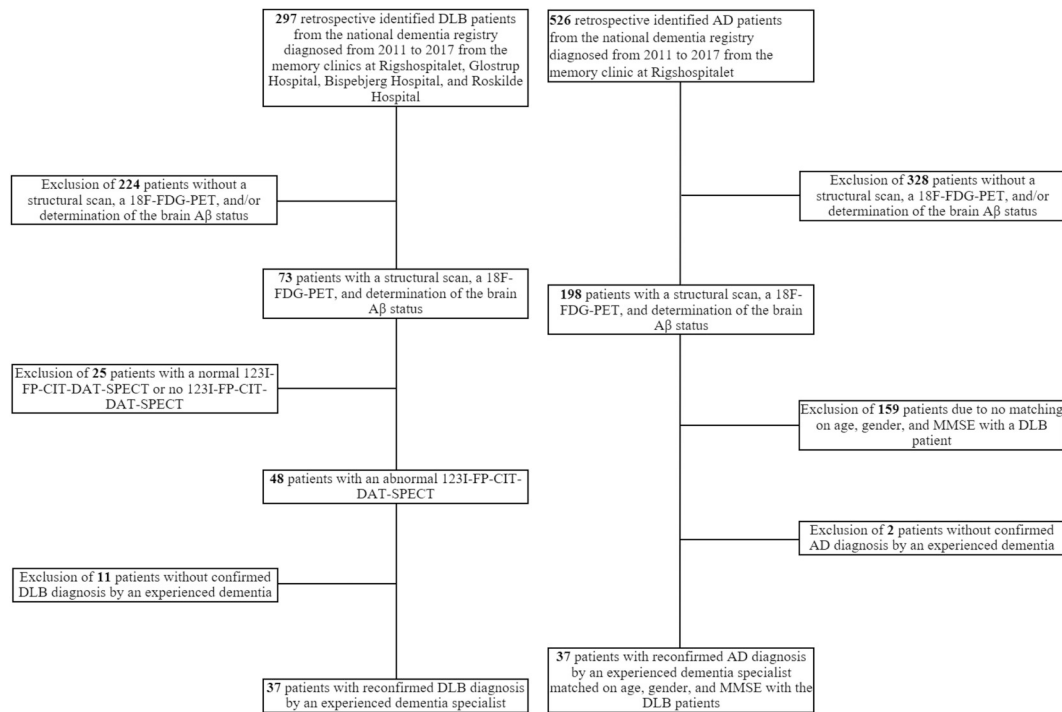 297 retrospective identified DLB patients
from the national dementia registry
diagnosed from 2011 to 2017 from the
memory clinics at Rigshospitalet, Glostrup
Hospital, Bispebjerg Hospital, and Roskilde
Hospital
Exclusion of 224 patients without a
structural scan, a 18F-FDG-PET, and/or
determination of the brain Aβ status
73 patients with a structural scan, a 18F-
FDG-PET, and determination of the brain
Aβ status
Exclusion of 25 patients with a normal 123I-
FP-CIT-DAT-SPECT or no 123I-FP-CIT-
DAT-SPECT
48 patients with an abnormal 123I-FP-CIT-
DAT-SPECT
Exclusion of 11 patients without confirmed
DLB diagnosis by an experienced dementia
37 patients with reconfirmed DLB diagnosis
by an experienced dementia specialist
526 retrospective identified AD patients
from the national dementia registry
diagnosed from 2011 to 2017 from the
memory clinic at Rigshospitalet
Exclusion of 328 patients without a
structural scan, a 18F-FDG-PET, and/or
determination of the brain Aβ status
198 patients with a structural scan, a 18F-
FDG-PET, and determination of the brain
Aβ status
Exclusion of 159 patients due to no matching
on age, gender, and MMSE with a DLB
patient
Exclusion of 2 patients without confirmed
AD diagnosis by an experienced dementia
37 patients with reconfirmed AD diagnosis
by an experienced dementia specialist
matched on age, gender, and MMSE with the
DLB patients